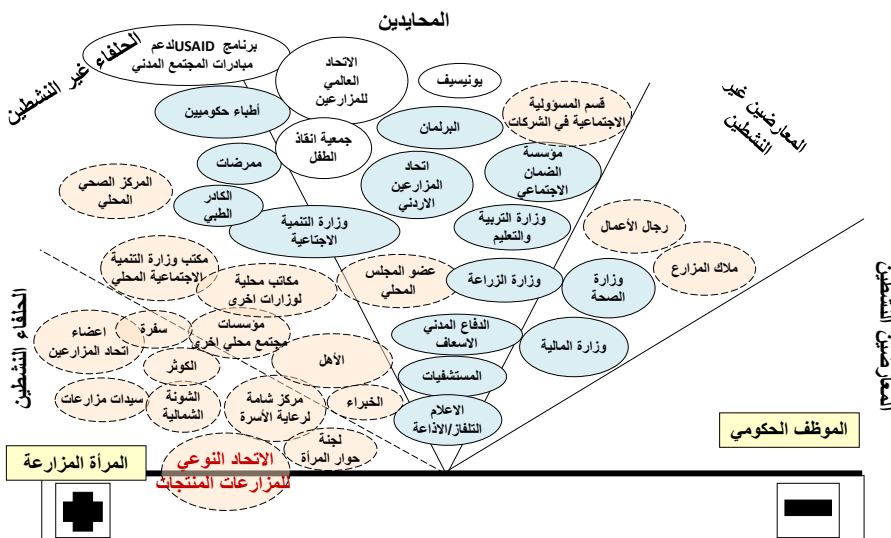 المحايدين
الحلفاء غير النشطين
المعارضين غير
النشطين
المعارضين النشطين
الحلفاء النشطين
برنامج USAIDلدعم
مبادرات المجتمع المدني
الاتحاد
العالمي
للمزارعين
يونيسيف
قسم المسؤولية
الاجتماعية في الشركات
أطباء حكوميين
جمعية انقاذ
الطفل
البرلمان
ممرضات
اتحاد
المزارعين
الاردني
مؤسسة
الضمان
الاجتماعي
المركز الصحي
المحلي
الكادر
الطبي
وزارة التنمية
الاجتاعية
وزارة التربية
والتعليم
رجال الأعمال
ملاك المزارع
مكتب وزارة التنمية
الاجتماعية المحلي
مكاتب محلية
لوزارات اخرى
عضو المجلس
المحلي
وزارة الزراعة
وزارة
الصحة
اعضاء
اتحاد المزارعين
سفرة
مؤسسات
مجتمع محلي اخرى
الدفاع المدني
الاسعاف
وزارة المالية
الكوثر
الأهل
المستشفيات
سيدات مزارعات
الشونة
الشمالية
مركز شامة
لرعاية الأسرة
الخبراء
الاعلام
التلفاز/الاذاعة
لجنة
حوار المرأة
الموظف الحكومي
المرأة المزارعة
الاتحاد النوعي
للمزارعات المنتجات